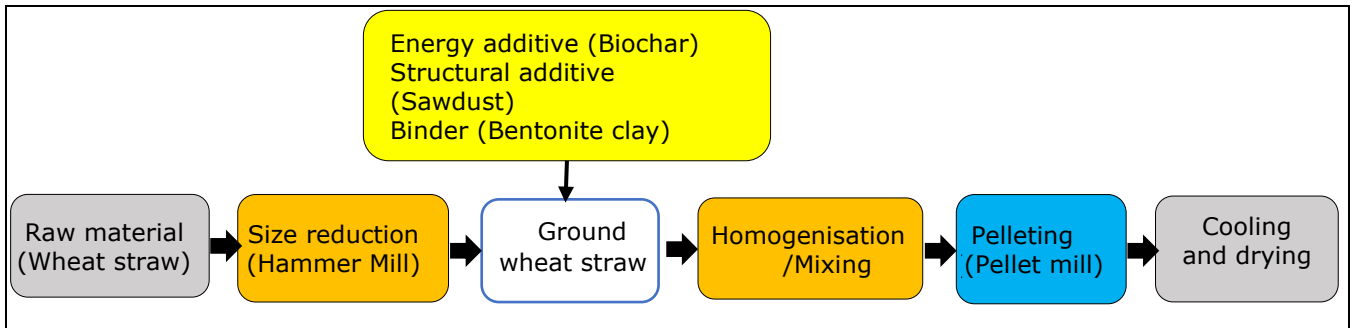 Energy additive (Biochar)
Structural additive
(Sawdust)
Binder (Bentonite clay)
Raw material
(Wheat straw)
Size reduction
(Hammer Mill)
Ground
wheat straw
Homogenisation
/Mixing
Pelleting
(Pellet mill)
Cooling
and drying